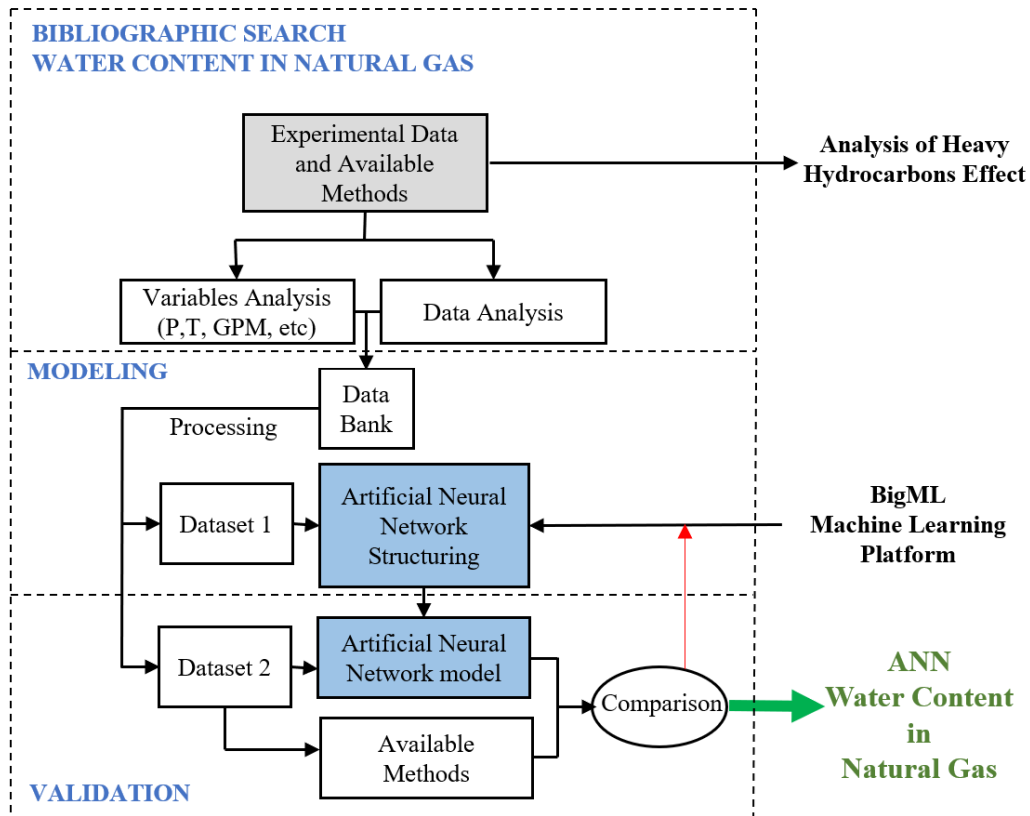 BIBLIOGRAPHIC SEARCH
WATER CONTENT IN NATURAL GAS
Experimental Data
and Available
Methods
Analysis of Heavy
Hydrocarbons Effect
Variables Analysis
(P,T, GPM, etc)
Data Analysis
MODELING
Data
Bank
Processing
Dataset 1
Artificial Neural
Network
Structuring
BigML
Machine Learning
Platform
Dataset 2
Artificial Neural
Network model
Available
Methods
Comparison
ANN
Water Content
in
Natural Gas
VALIDATION